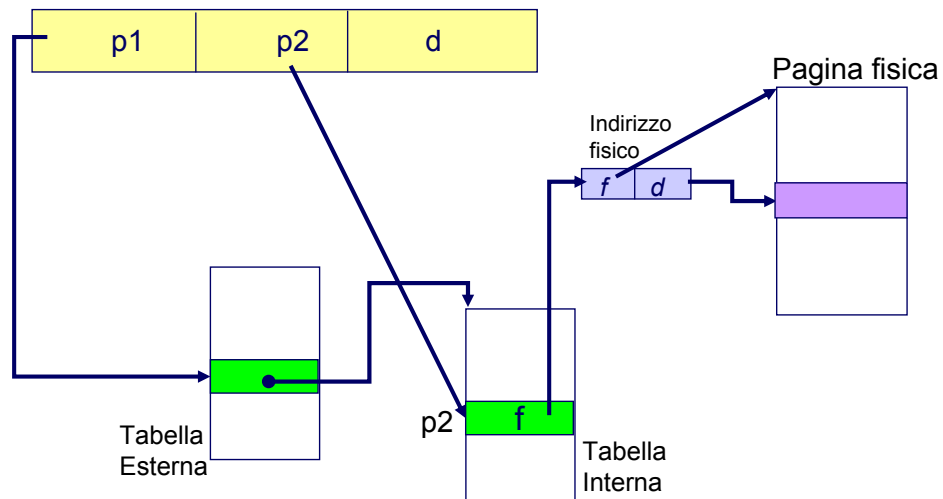 p1 p2 d
Pagina fisica
Indirizzo
fisico
f d
p2 f
Tabella
Esterna
Tabella
Interna